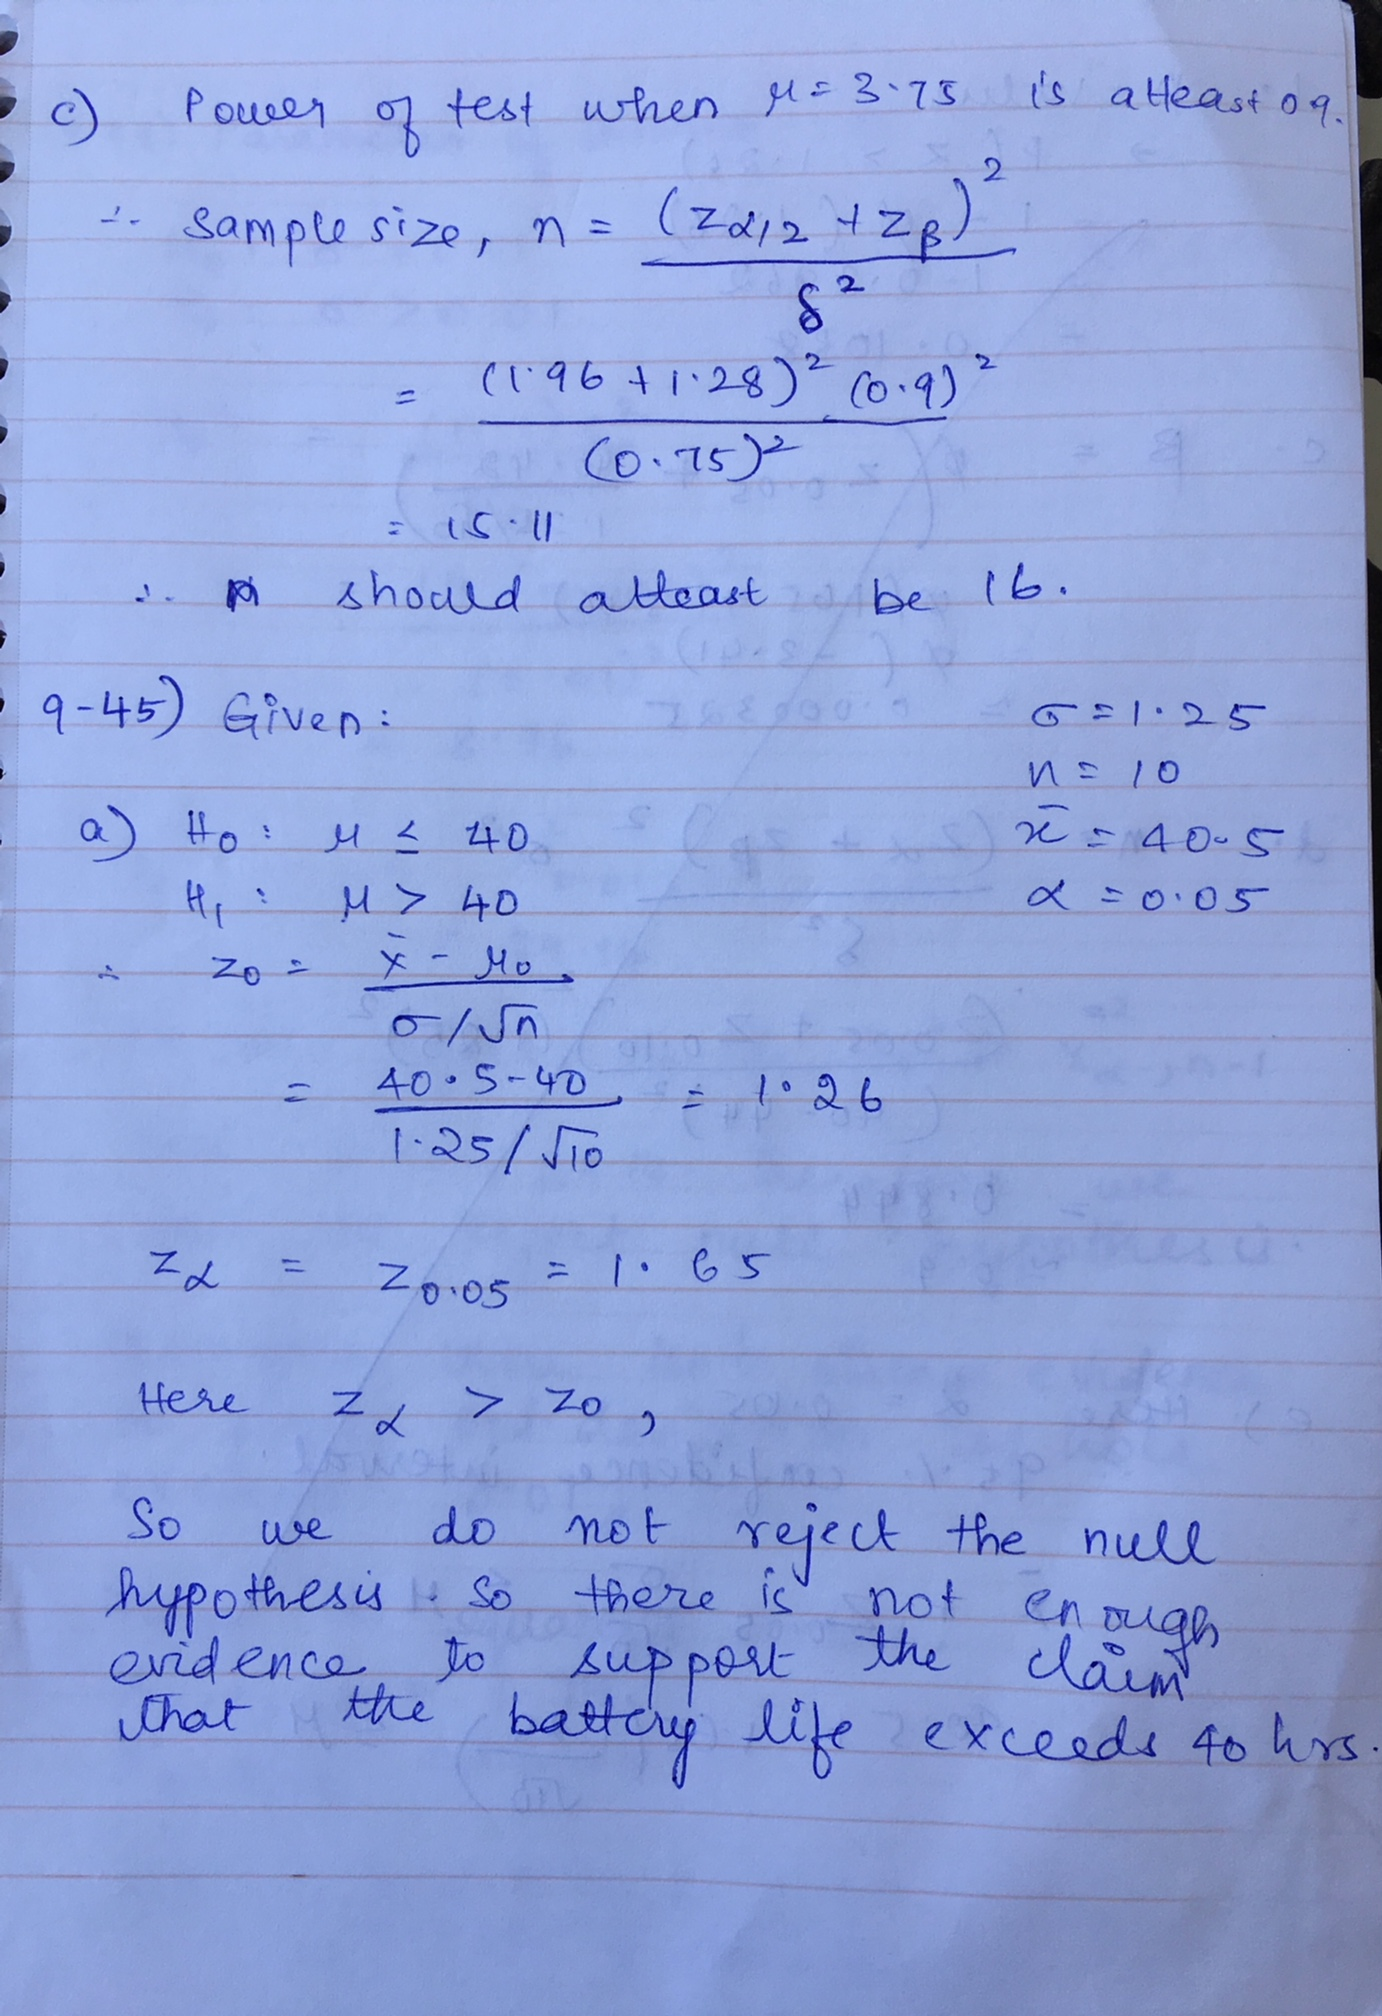 c) Power of test when μ = 3.75 is atleast 0.9.
∴ Sample size, n = (zα/2 + zβ)²
δ²
= (1.96 + 1.28)² (0.9)²
(0.75)²
= 15.11
∴ n should atleast be 16.
9-45) Given: σ = 1.25
n = 10
a) H₀ : μ ≤ 40 x̄ = 40.5
H₁ : μ > 40 α = 0.05
∴ z₀ = x̄ - μ₀
σ/√n
= 40.5-40 = 1.26
1.25/√10
zα = z0.05 = 1.65
Here zα > z₀,
So we do not reject the null
hypothesis. So there is not enough
evidence to support the claim
that the battery life exceeds 40 hrs.